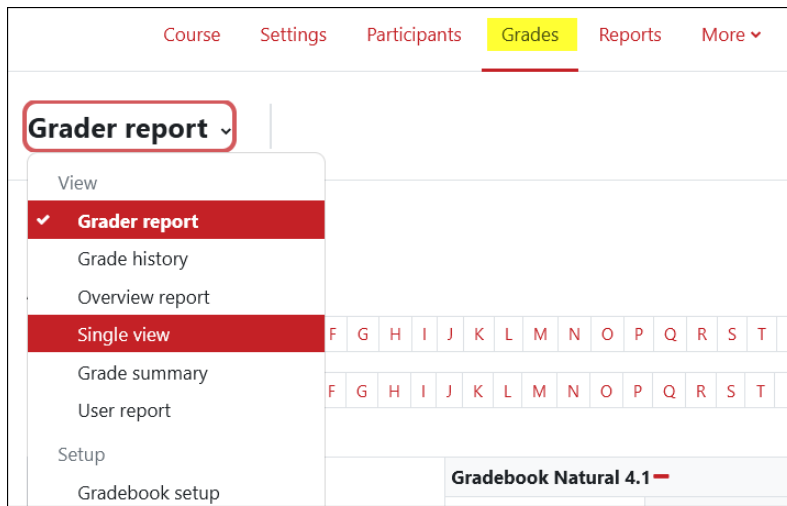 Course Settings Participants Grades Reports More
Grader report
View
Grader report
Grade history
Overview report
Single view
F G H I J K L M N O P Q R S T
Grade summary
F G H I J K L M N O P Q R S T
User report
Setup
Gradebook Natural 4.1
Gradebook setup